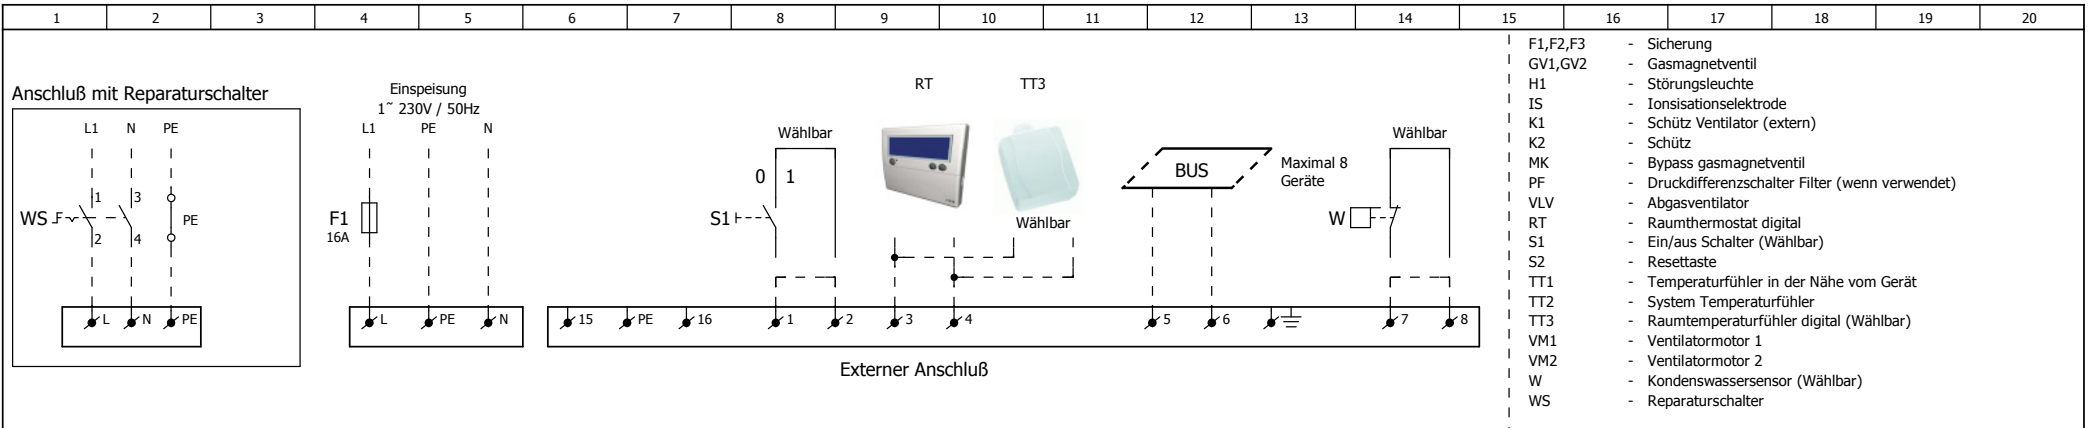 1 2 3 4 5 6 7 8 9 10 11 12 13 14 15 16 17 18 19 20
Anschluß mit Reparaturschalter
L1 N PE
1 3
WS PE
2 4
L N PE
Einspeisung
1~ 230V / 50Hz
L1 PE N
F1
16A
L PE N
Wählbar
0 1
S1
RT TT3
Wählbar
BUS
Maximal 8
Geräte
Wählbar
W
15 PE 16 1 2 3 4 5 6 7 8
Externer Anschluß
F1,F2,F3 - Sicherung
GV1,GV2 - Gasmagnetventil
H1 - Störungsleuchte
IS - Ionsisationselektrode
K1 - Schütz Ventilator (extern)
K2 - Schütz
MK - Bypass gasmagnetventil
PF - Druckdifferenzschalter Filter (wenn verwendet)
VLV - Abgasventilator
RT - Raumthermostat digital
S1 - Ein/aus Schalter (Wählbar)
S2 - Resettaste
TT1 - Temperaturfühler in der Nähe vom Gerät
TT2 - System Temperaturfühler
TT3 - Raumtemperaturfühler digital (Wählbar)
VM1 - Ventilatormotor 1
VM2 - Ventilatormotor 2
W - Kondenswassersensor (Wählbar)
WS - Reparaturschalter